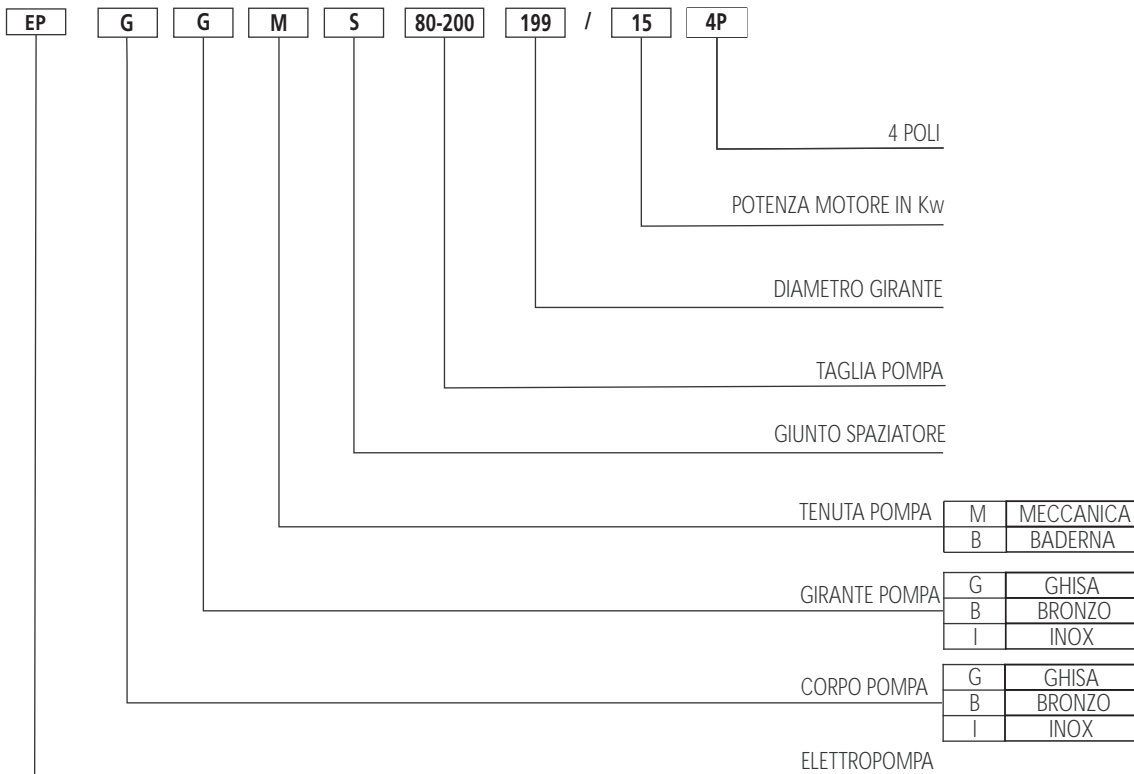 EP G G M S 80-200 199 / 15 4P
4 POLI
POTENZA MOTORE IN Kw
DIAMETRO GIRANTE
TAGLIA POMPA
GIUNTO SPAZIATORE
TENUTA POMPA M MECCANICA
B BADERNA
GIRANTE POMPA G GHISA
B BRONZO
I INOX
CORPO POMPA G GHISA
B BRONZO
I INOX
ELETTROPOMPA